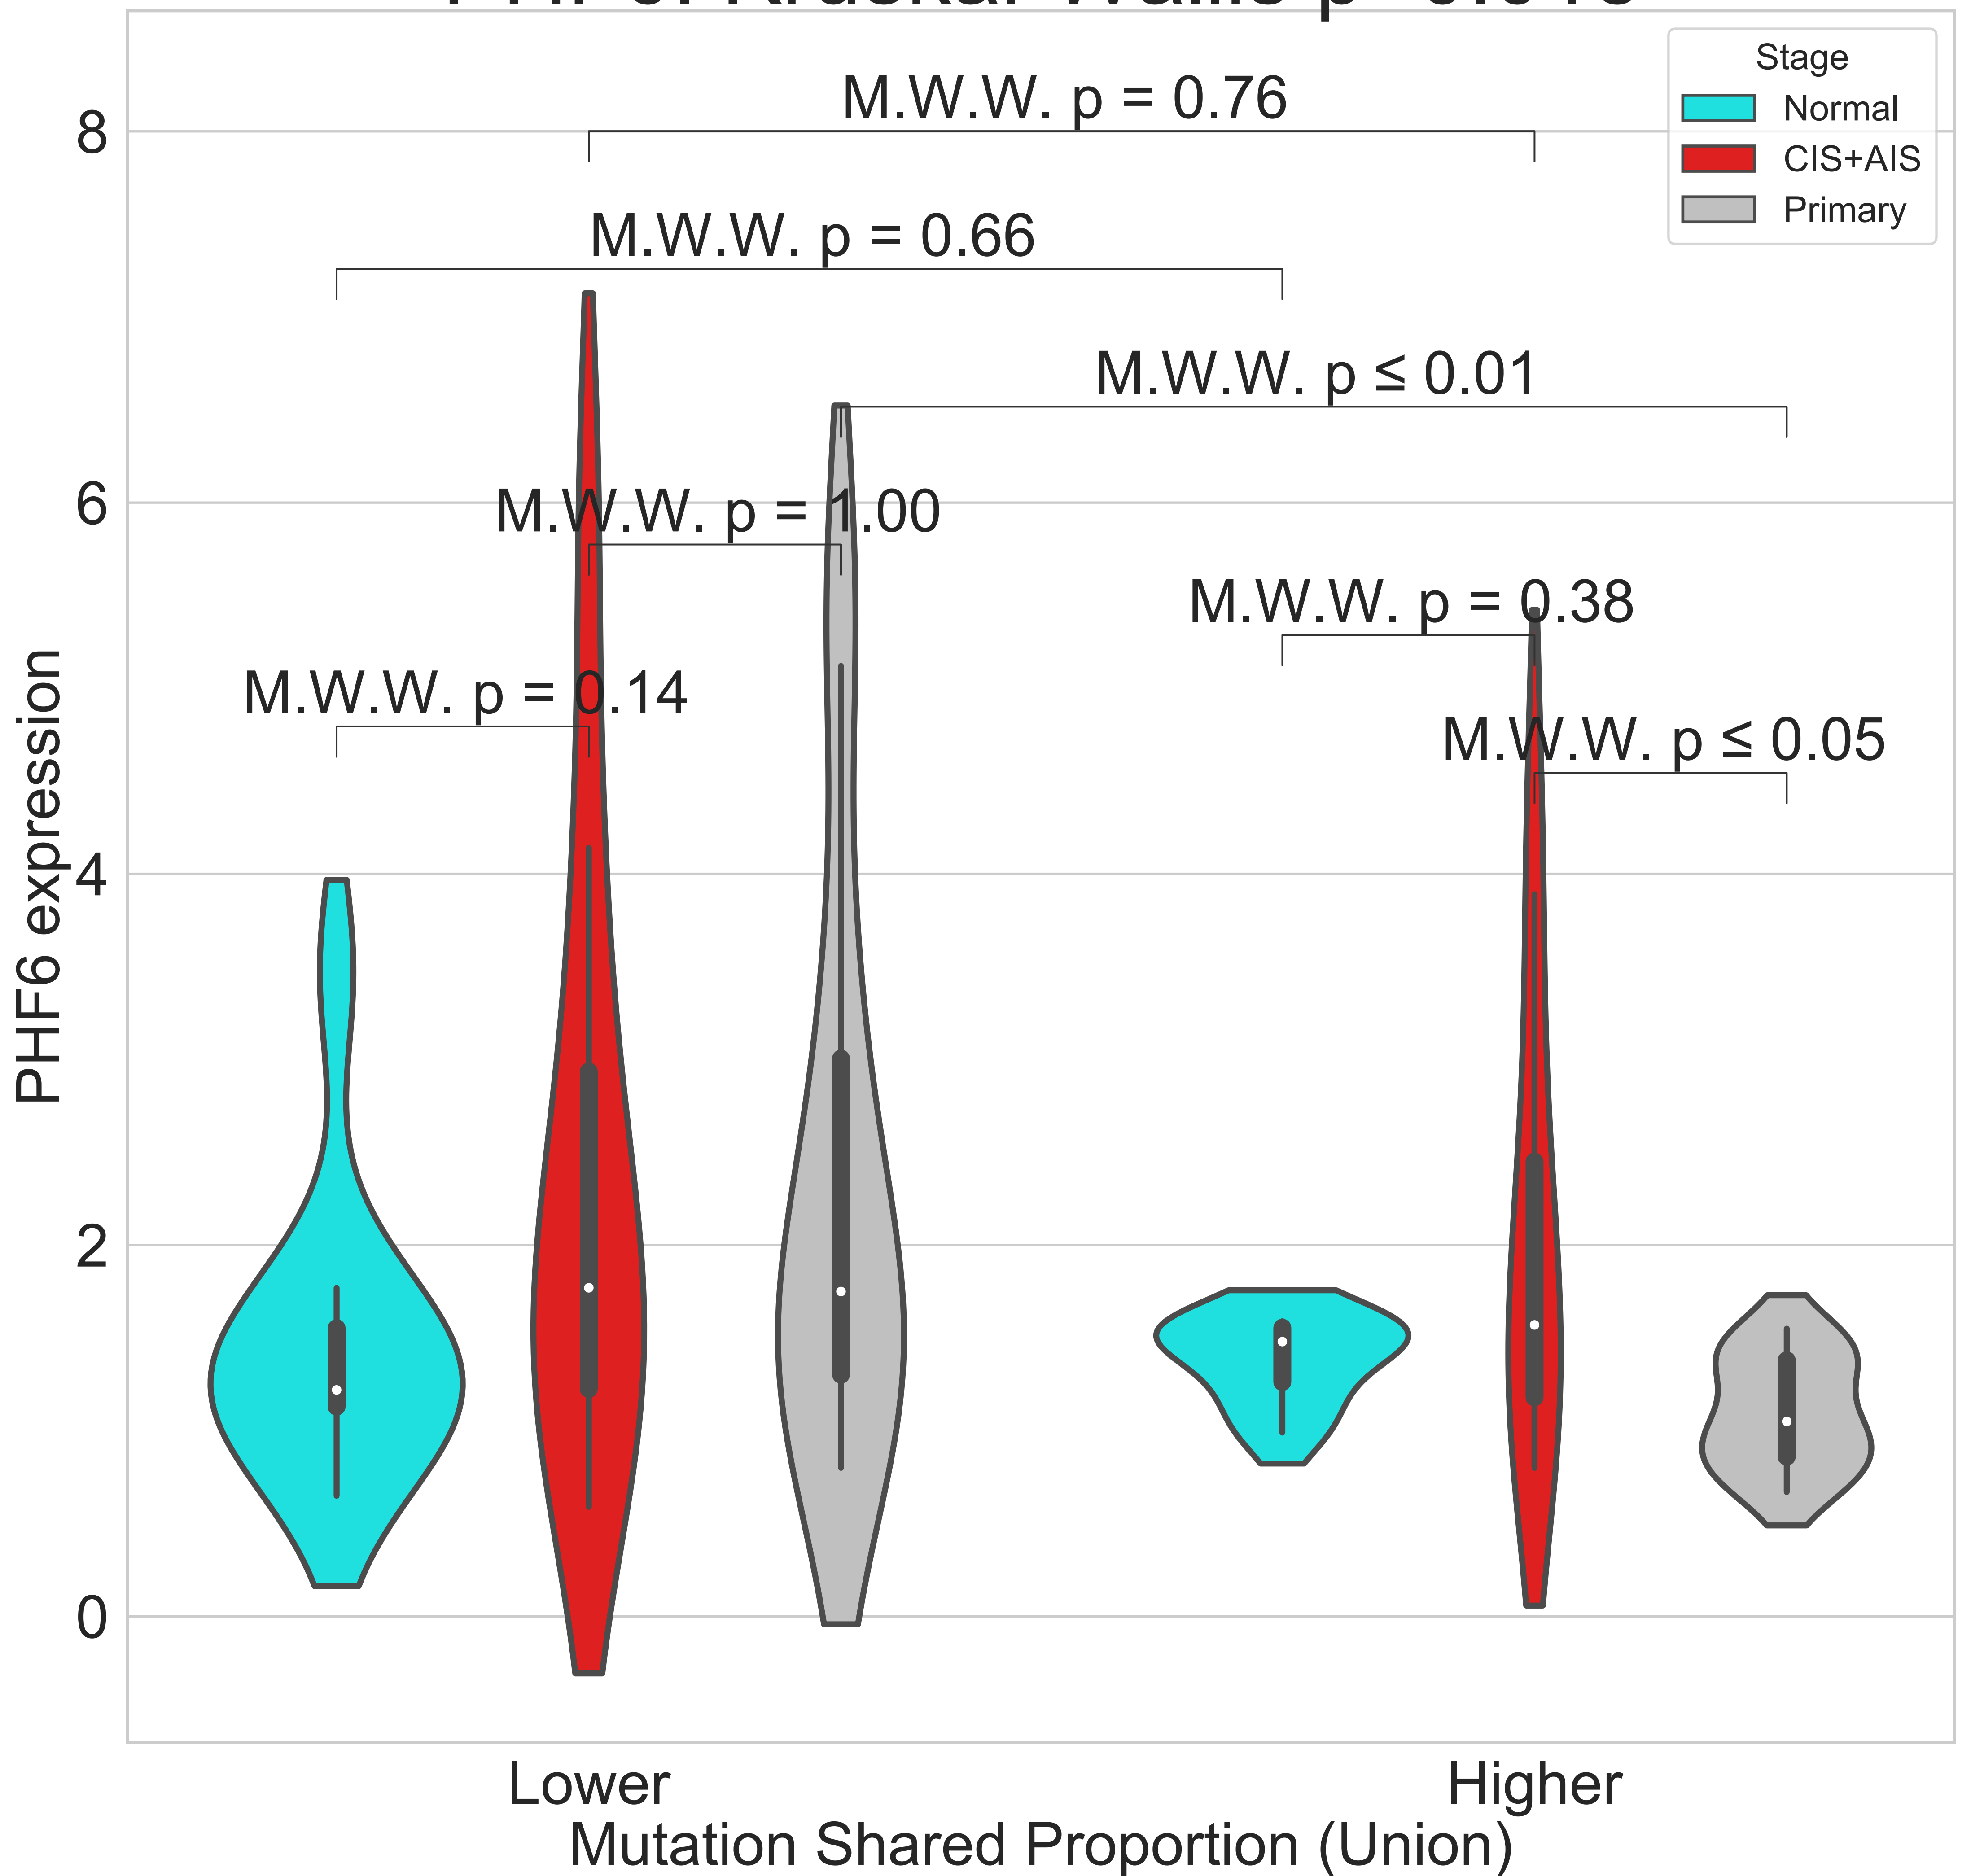 Stage
Normal
CIS+AIS
Primary
M.W.W. p = 0.76
M.W.W. p = 0.66
M.W.W. p ≤ 0.01
M.W.W. p = 1.00
M.W.W. p = 0.38
M.W.W. p = 0.14
M.W.W. p ≤ 0.05
8
6
4
2
0
PHF6 expression
Lower
Higher
Mutation Shared Proportion (Union)